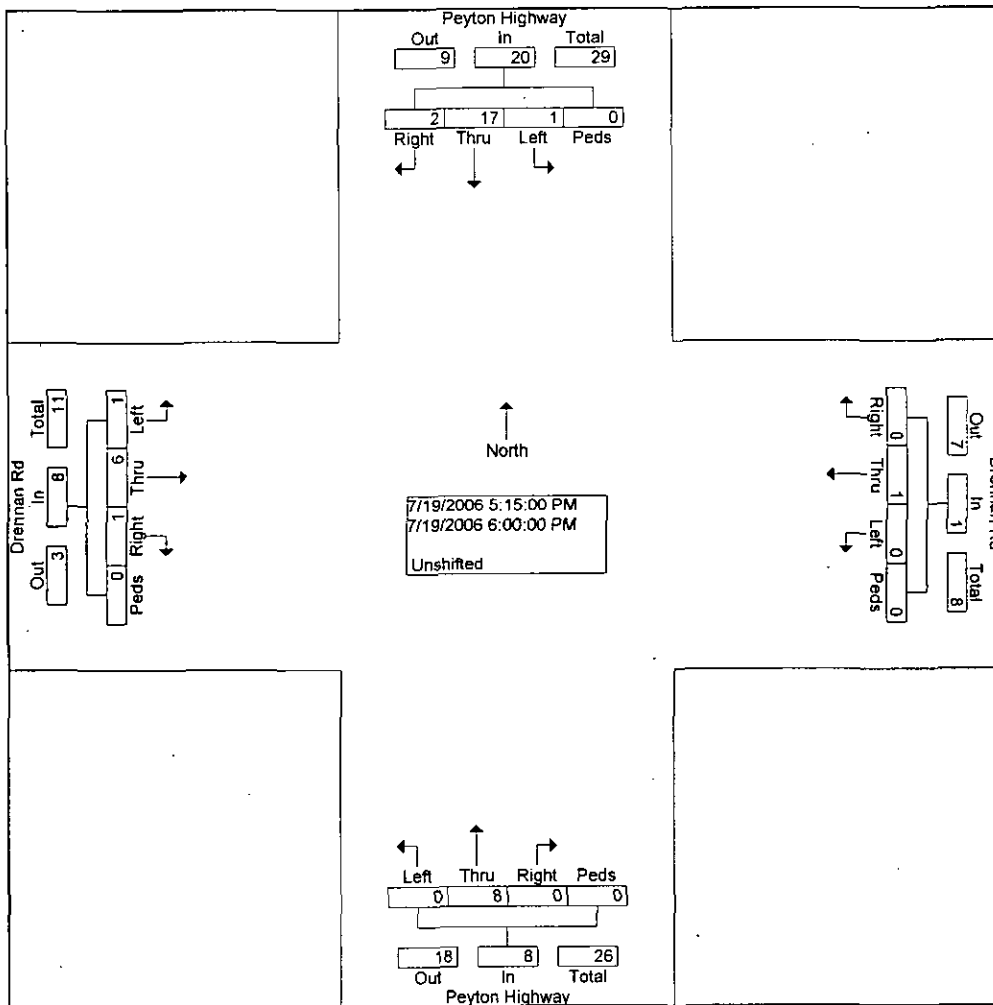 Peyton Highway
Out In Total
9 20 29
2 17 1 0
Right Thru Left Peds
Drennan Rd
Total In Out
11 8 3
1 6 1 0
Left Thru Right Peds
North
7/19/2006 5:15:00 PM
7/19/2006 6:00:00 PM
Unshifted
Right Thru Left Peds
0 1 0 0
Out In Total
7 1 8
Left Thru Right Peds
0 8 0 0
18 8 26
Out In Total
Peyton Highway